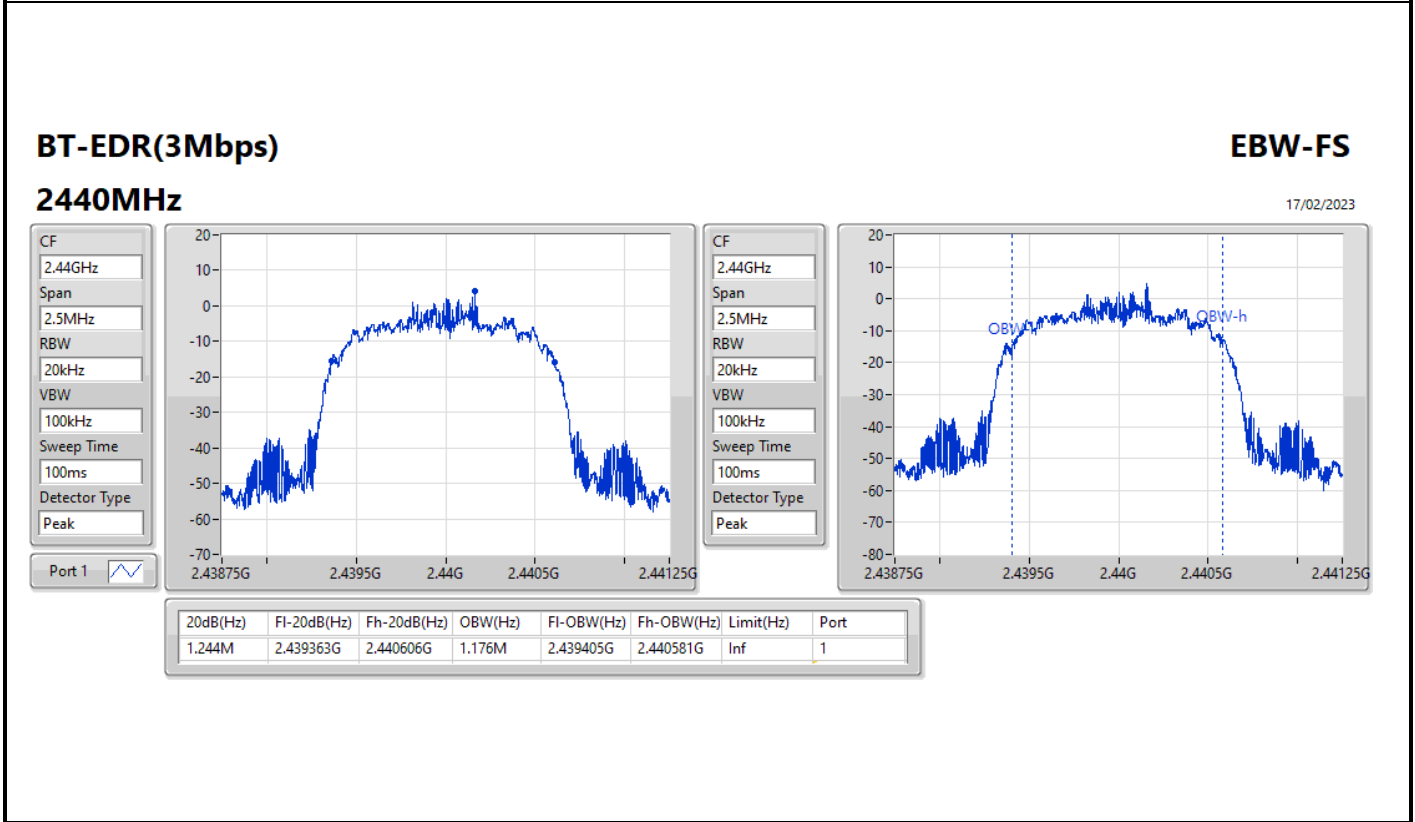 BT-EDR(3Mbps)
EBW-FS
2440MHz
17/02/2023
CF
2.44GHz
Span
2.5MHz
RBW
20kHz
VBW
100kHz
Sweep Time
100ms
Detector Type
Peak
Port 1
20
10
0
-10
-20
-30
-40
-50
-60
-70
2.43875G 2.4395G 2.44G 2.4405G 2.44125G
CF
2.44GHz
Span
2.5MHz
RBW
20kHz
VBW
100kHz
Sweep Time
100ms
Detector Type
Peak
20
10
0
-10
-20
-30
-40
-50
-60
-70
-80
OBW-h
2.43875G 2.4395G 2.44G 2.4405G 2.44125G
20dB(Hz) Fl-20dB(Hz) Fh-20dB(Hz) OBW(Hz) Fl-OBW(Hz) Fh-OBW(Hz) Limit(Hz) Port
1.244M 2.439363G 2.440606G 1.176M 2.439405G 2.440581G Inf 1